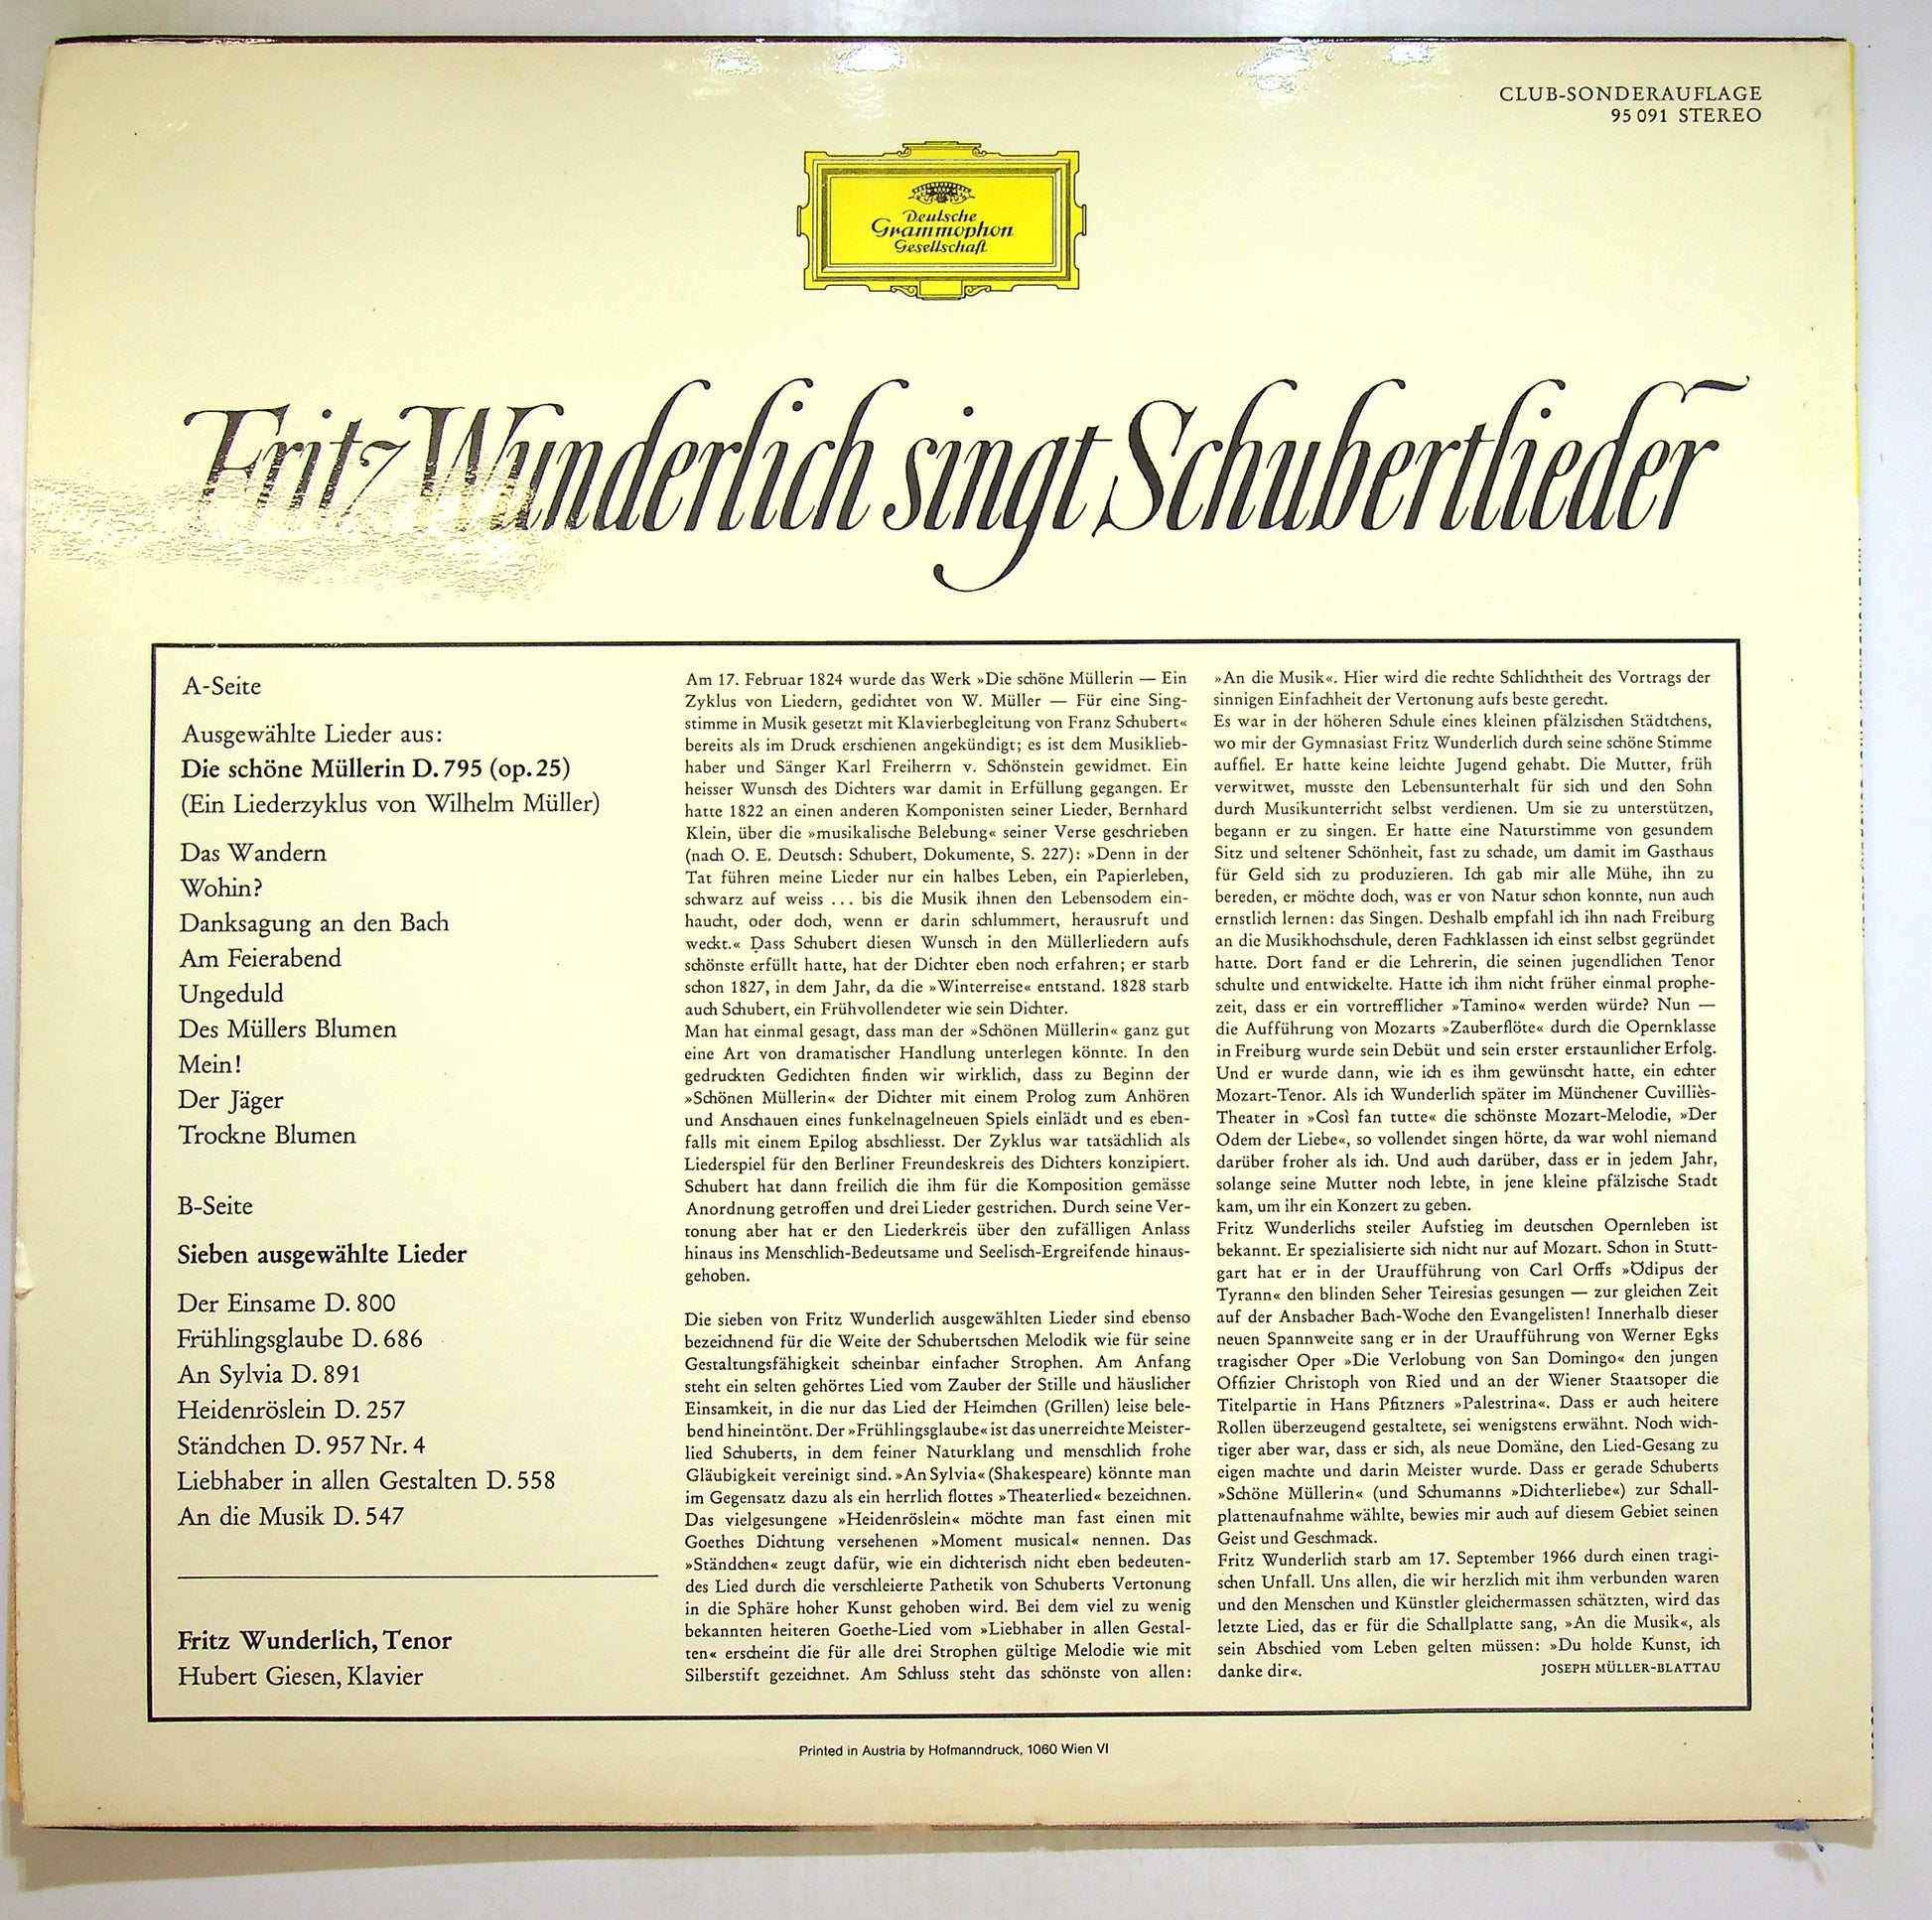 CLUB-SONDERAUFLAGE
95 091 STEREO
Deutsche
Grammophon
Gesellschaft
Fritz Wunderlich singt Schubertlieder
A-Seite
Ausgewählte Lieder aus:
Die schöne Müllerin D. 795 (op. 25)
(Ein Liederzyklus von Wilhelm Müller)
Das Wandern
Wohin?
Danksagung an den Bach
Am Feierabend
Ungeduld
Des Müllers Blumen
Mein!
Der Jäger
Trockne Blumen
B-Seite
Sieben ausgewählte Lieder
Der Einsame D. 800
Frühlingsglaube D. 686
An Sylvia D. 891
Heidenröslein D. 257
Ständchen D. 957 Nr. 4
Liebhaber in allen Gestalten D. 558
An die Musik D. 547
Fritz Wunderlich, Tenor
Hubert Giesen, Klavier
Am 17. Februar 1824 wurde das Werk »Die schöne Müllerin — Ein
Zyklus von Liedern, gedichtet von W. Müller — Für eine Sing-
stimme in Musik gesetzt mit Klavierbegleitung von Franz Schubert«
bereits als im Druck erschienen angekündigt; es ist dem Musiklieb-
haber und Sänger Karl Freiherrn v. Schönstein gewidmet. Ein
heisser Wunsch des Dichters war damit in Erfüllung gegangen. Er
hatte 1822 an einen anderen Komponisten seiner Lieder, Bernhard
Klein, über die »musikalische Belebung« seiner Verse geschrieben
(nach O. E. Deutsch: Schubert, Dokumente, S. 227): »Denn in der
Tat führen meine Lieder nur ein halbes Leben, ein Papierleben,
schwarz auf weiss ... bis die Musik ihnen den Lebensodem ein-
haucht, oder doch, wenn er darin schlummert, herausruft und
weckt.« Dass Schubert diesen Wunsch in den Müllerliedern aufs
schönste erfüllt hatte, hat der Dichter eben noch erfahren; er starb
schon 1827, in dem Jahr, da die »Winterreise« entstand. 1828 starb
auch Schubert, ein Frühvollendeter wie sein Dichter.
Man hat einmal gesagt, dass man der »Schönen Müllerin« ganz gut
eine Art von dramatischer Handlung unterlegen könnte. In den
gedruckten Gedichten finden wir wirklich, dass zu Beginn der
»Schönen Müllerin« der Dichter mit einem Prolog zum Anhören
und Anschauen eines funkelnagelneuen Spiels einlädt und es eben-
falls mit einem Epilog abschliesst. Der Zyklus war tatsächlich als
Liederspiel für den Berliner Freundeskreis des Dichters konzipiert.
Schubert hat dann freilich die ihm für die Komposition gemässe
Anordnung getroffen und drei Lieder gestrichen. Durch seine Ver-
tonung aber hat er den Liederkreis über den zufälligen Anlass
hinaus ins Menschlich-Bedeutsame und Seelisch-Ergreifende hinaus-
gehoben.
Die sieben von Fritz Wunderlich ausgewählten Lieder sind ebenso
bezeichnend für die Weite der Schubertschen Melodik wie für seine
Gestaltungsfähigkeit scheinbar einfacher Strophen. Am Anfang
steht ein selten gehörtes Lied vom Zauber der Stille und häuslicher
Einsamkeit, in die nur das Lied der Heimchen (Grillen) leise bele-
bend hineintönt. Der »Frühlingsglaube« ist das unerreichte Meister-
lied Schuberts, in dem feiner Naturklang und menschlich frohe
Gläubigkeit vereinigt sind. »An Sylvia« (Shakespeare) könnte man
im Gegensatz dazu als ein herrlich flottes »Theaterlied« bezeichnen.
Das vielgesungene »Heidenröslein« möchte man fast einen mit
Goethes Dichtung versehenen »Moment musical« nennen. Das
»Ständchen« zeugt dafür, wie ein dichterisch nicht eben bedeuten-
des Lied durch die verschleierte Pathetik von Schuberts Vertonung
in die Sphäre hoher Kunst gehoben wird. Bei dem viel zu wenig
bekannten heiteren Goethe-Lied vom »Liebhaber in allen Gestal-
ten« erscheint die für alle drei Strophen gültige Melodie wie mit
Silberstift gezeichnet. Am Schluss steht das schönste von allen:
»An die Musik«. Hier wird die rechte Schlichtheit des Vortrags der
sinnigen Einfachheit der Vertonung aufs beste gerecht.
Es war in der höheren Schule eines kleinen pfälzischen Städtchens,
wo mir der Gymnasiast Fritz Wunderlich durch seine schöne Stimme
auffiel. Er hatte keine leichte Jugend gehabt. Die Mutter, früh
verwitwet, musste den Lebensunterhalt für sich und den Sohn
durch Musikunterricht selbst verdienen. Um sie zu unterstützen,
begann er zu singen. Er hatte eine Naturstimme von gesundem
Sitz und seltener Schönheit, fast zu schade, um damit im Gasthaus
für Geld sich zu produzieren. Ich gab mir alle Mühe, ihn zu
bereden, er möchte doch, was er von Natur schon konnte, nun auch
ernstlich lernen: das Singen. Deshalb empfahl ich ihn nach Freiburg
an die Musikhochschule, deren Fachklassen ich einst selbst gegründet
hatte. Dort fand er die Lehrerin, die seinen jugendlichen Tenor
schulte und entwickelte. Hatte ich ihm nicht früher einmal prophe-
zeit, dass er ein vortrefflicher »Tamino« werden würde? Nun —
die Aufführung von Mozarts »Zauberflöte« durch die Opernklasse
in Freiburg wurde sein Debüt und sein erster erstaunlicher Erfolg.
Und er wurde dann, wie ich es ihm gewünscht hatte, ein echter
Mozart-Tenor. Als ich Wunderlich später im Münchener Cuvilliès-
Theater in »Così fan tutte« die schönste Mozart-Melodie, »Der
Odem der Liebe«, so vollendet singen hörte, da war wohl niemand
darüber froher als ich. Und auch darüber, dass er in jedem Jahr,
solange seine Mutter noch lebte, in jene kleine pfälzische Stadt
kam, um ihr ein Konzert zu geben.
Fritz Wunderlichs steiler Aufstieg im deutschen Opernleben ist
bekannt. Er spezialisierte sich nicht nur auf Mozart. Schon in Stutt-
gart hat er in der Uraufführung von Carl Orffs »Ödipus der
Tyrann« den blinden Seher Teiresias gesungen — zur gleichen Zeit
auf der Ansbacher Bach-Woche den Evangelisten! Innerhalb dieser
neuen Spannweite sang er in der Uraufführung von Werner Egks
tragischer Oper »Die Verlobung von San Domingo« den jungen
Offizier Christoph von Ried und an der Wiener Staatsoper die
Titelpartie in Hans Pfitzners »Palestrina«. Dass er auch heitere
Rollen überzeugend gestaltete, sei wenigstens erwähnt. Noch wich-
tiger aber war, dass er sich, als neue Domäne, den Lied-Gesang zu
eigen machte und darin Meister wurde. Dass er gerade Schuberts
»Schöne Müllerin« (und Schumanns »Dichterliebe«) zur Schall-
plattenaufnahme wählte, bewies mir auch auf diesem Gebiet seinen
Geist und Geschmack.
Fritz Wunderlich starb am 17. September 1966 durch einen tragi-
schen Unfall. Uns allen, die wir herzlich mit ihm verbunden waren
und den Menschen und Künstler gleichermassen schätzten, wird das
letzte Lied, das er für die Schallplatte sang, »An die Musik«, als
sein Abschied vom Leben gelten müssen: »Du holde Kunst, ich
danke dir«. JOSEPH MÜLLER-BLATTAU
Printed in Austria by Hofmanndruck, 1060 Wien VI